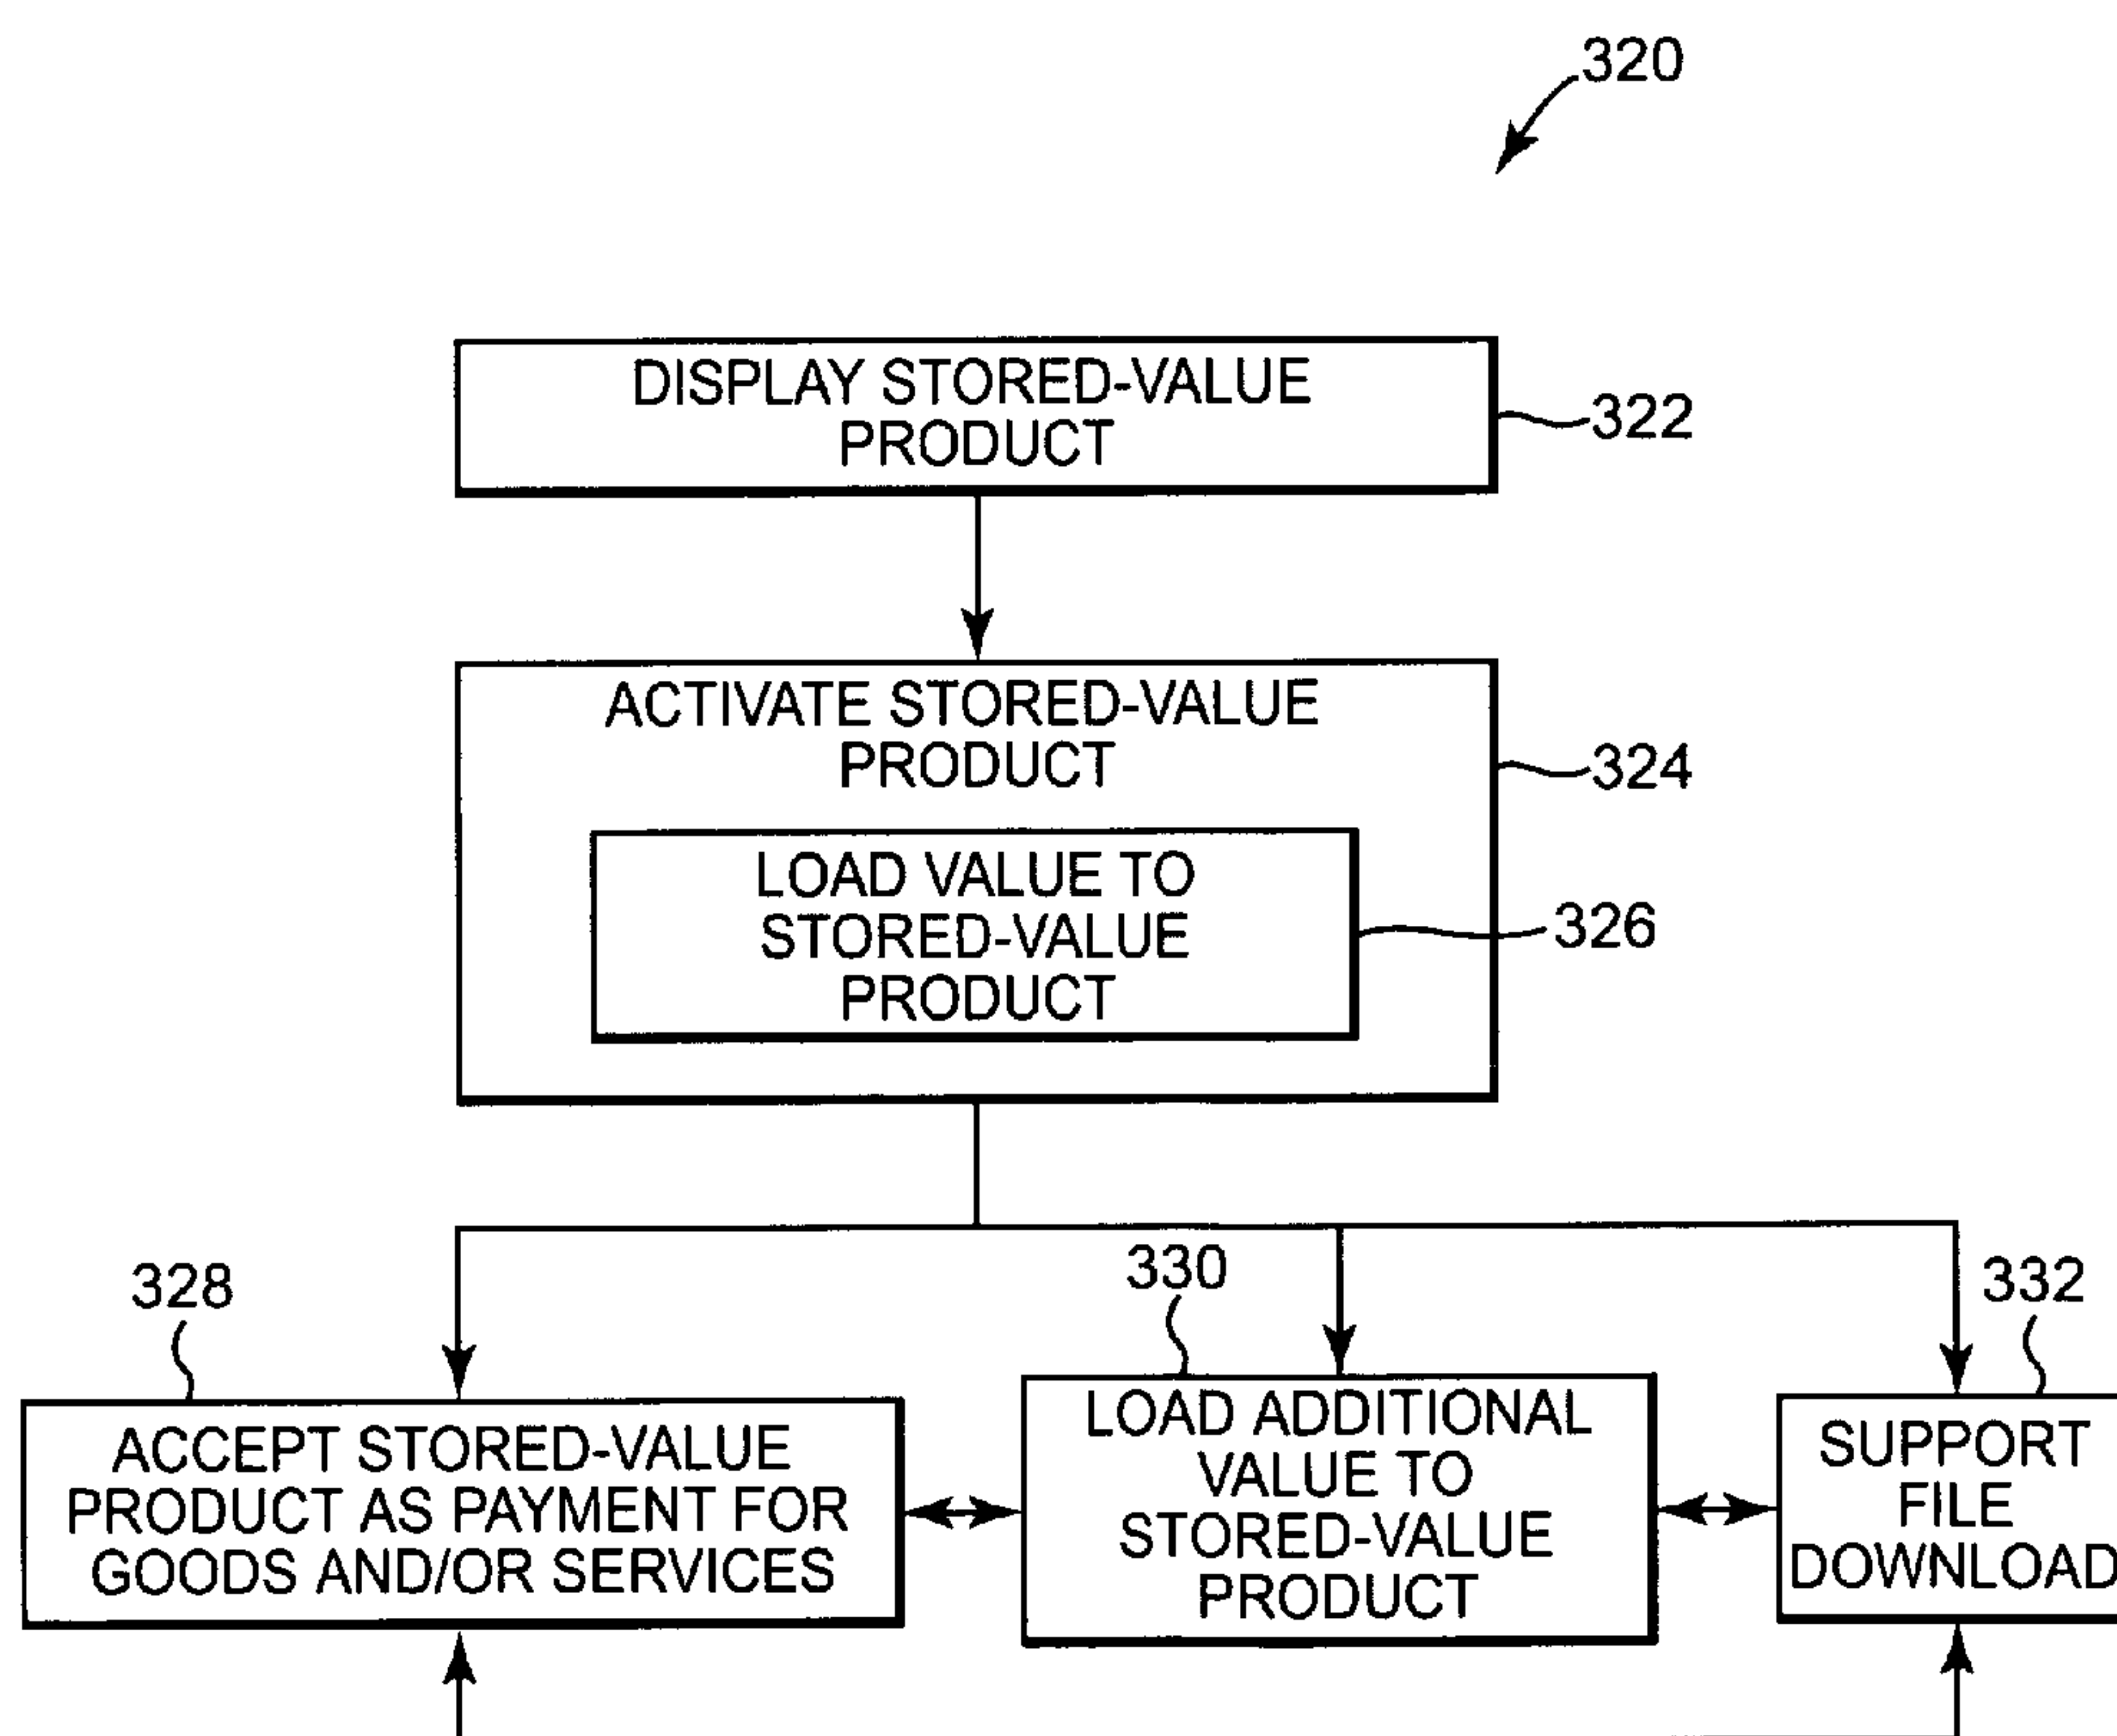 320
DISPLAY STORED-VALUE
PRODUCT
322
ACTIVATE STORED-VALUE
PRODUCT
324
LOAD VALUE TO
STORED-VALUE
PRODUCT
326
328
330
332
ACCEPT STORED-VALUE
PRODUCT AS PAYMENT FOR
GOODS AND/OR SERVICES
LOAD ADDITIONAL
VALUE TO
STORED-VALUE
PRODUCT
SUPPORT
FILE
DOWNLOAD